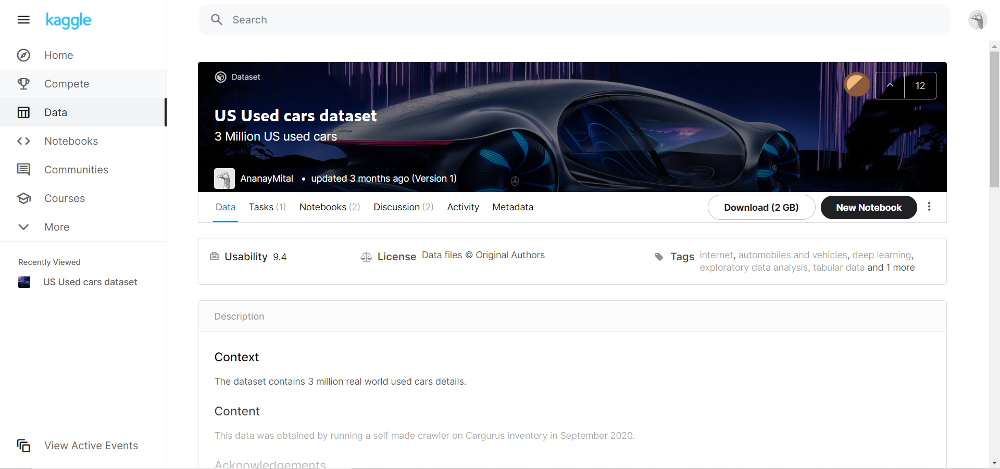 kaggle
Search
Home
Compete
Data
Notebooks
Communities
Courses
More
Recently Viewed
US Used cars dataset
View Active Events
Dataset
12
US Used cars dataset
3 Million US used cars
AnanayMital • updated 3 months ago (Version 1)
Data Tasks (1) Notebooks (2) Discussion (2) Activity Metadata Download (2 GB) New Notebook
Usability 9.4 License Data files © Original Authors Tags internet, automobiles and vehicles, deep learning,
exploratory data analysis, tabular data and 1 more
Description
Context
The dataset contains 3 million real world used cars details.
Content
This data was obtained by running a self made crawler on Cargurus inventory in September 2020.
Acknowledgements